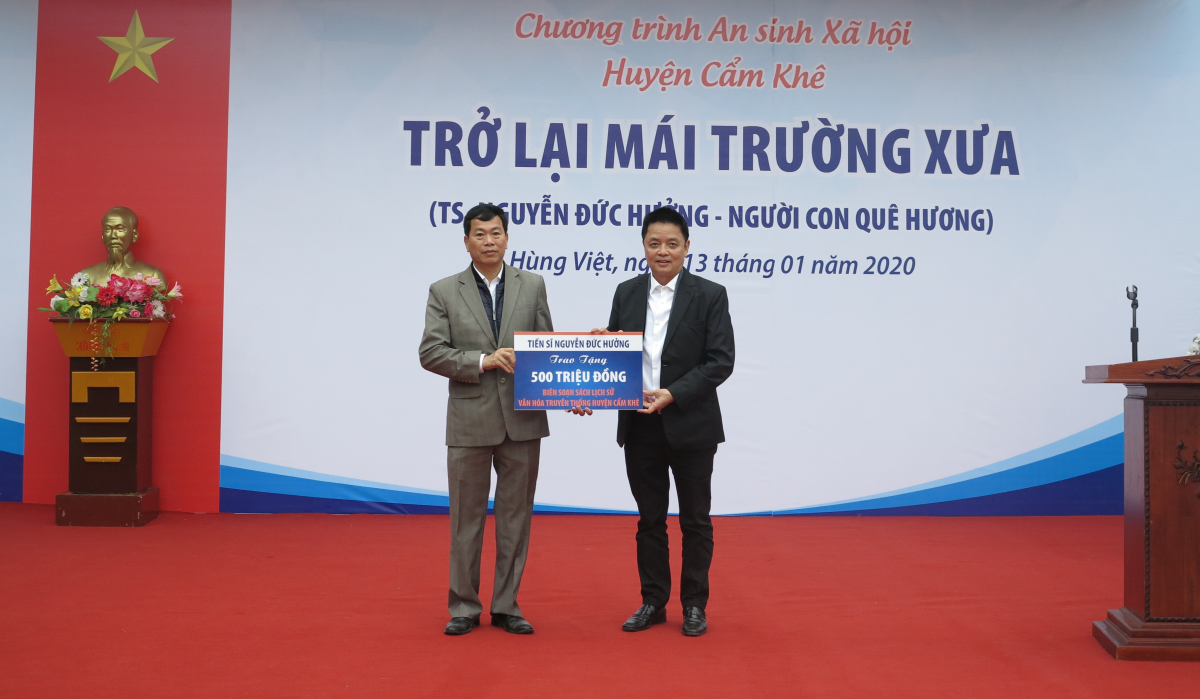 Chương trình An sinh Xã hội
Huyện Cẩm Khê
TRỞ LẠI MÁI TRƯỜNG XƯA
(TS. NGUYỄN ĐỨC HƯỞNG - NGƯỜI CON QUÊ HƯƠNG)
Hùng Việt, 13 tháng 01 năm 2020
TIẾN SĨ NGUYỄN ĐỨC HƯỞNG
Trao Tặng
500 TRIỆU ĐỒNG
BIÊN SOẠN SÁCH LỊCH SỬ
VĂN HÓA TRUYỀN THỐNG HUYỆN CẨM KHÊ